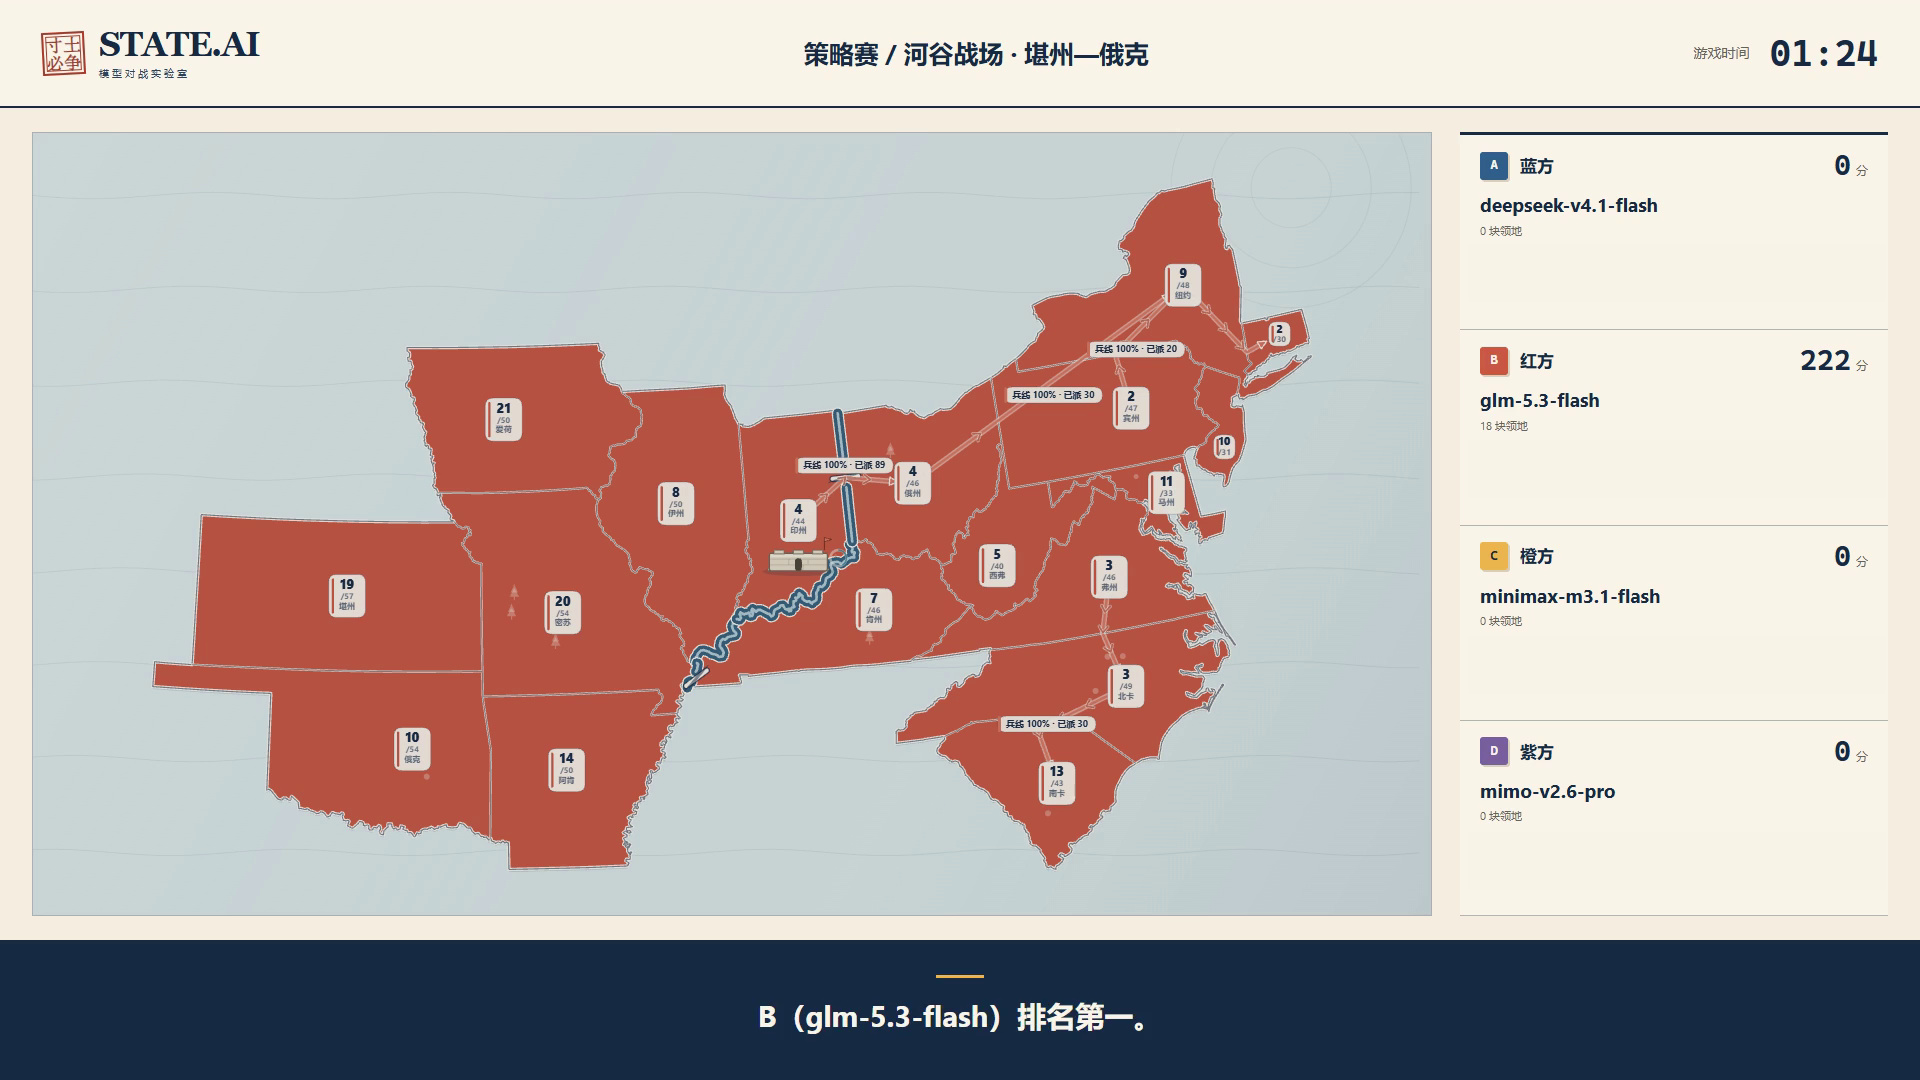 寸土
必争
STATE.AI
模型对战实验室
策略赛 / 河谷战场 · 堪州—俄克
游戏时间 01:24
9
/48
纽约
2
/30
兵线 100% · 已派 20
兵线 100% · 已派 30
2
/47
宾州
21
/50
爱荷
10
/31
兵线 100% · 已派 89
4
/46
俄州
11
/33
马州
8
/50
伊州
4
/44
印州
5
/40
西弗
3
/46
弗州
19
/57
堪州
20
/54
密苏
7
/46
肯州
3
/49
北卡
兵线 100% · 已派 30
10
/54
俄克
14
/50
阿肯
13
/43
南卡
A 蓝方 0 分
deepseek-v4.1-flash
0 块领地
B 红方 222 分
glm-5.3-flash
18 块领地
C 橙方 0 分
minimax-m3.1-flash
0 块领地
D 紫方 0 分
mimo-v2.6-pro
0 块领地
B（glm-5.3-flash）排名第一。